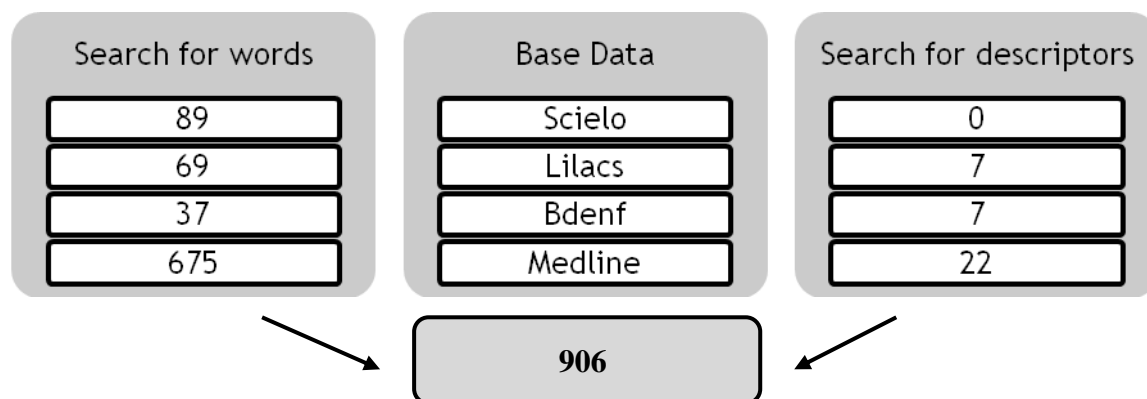 Search for words
89
69
37
675
Base Data
Scielo
Lilacs
Bdenf
Medline
Search for descriptors
0
7
7
22
906